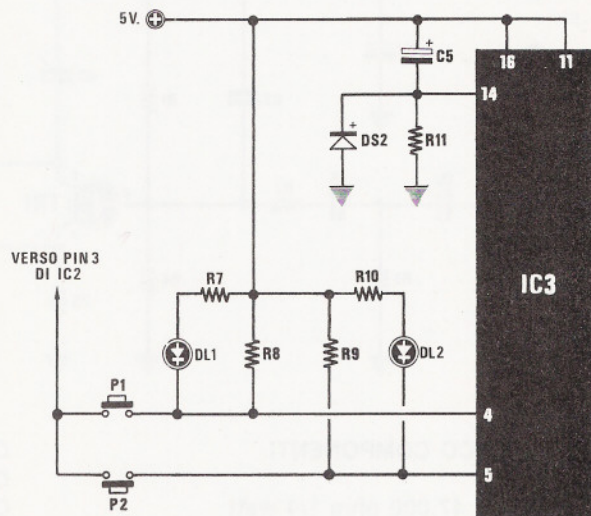 5V.
C5
16
11
14
DS2
R11
VERSO PIN 3
DI IC2
R7
R10
IC3
DL1
R8
R9
DL2
P1
4
5
P2